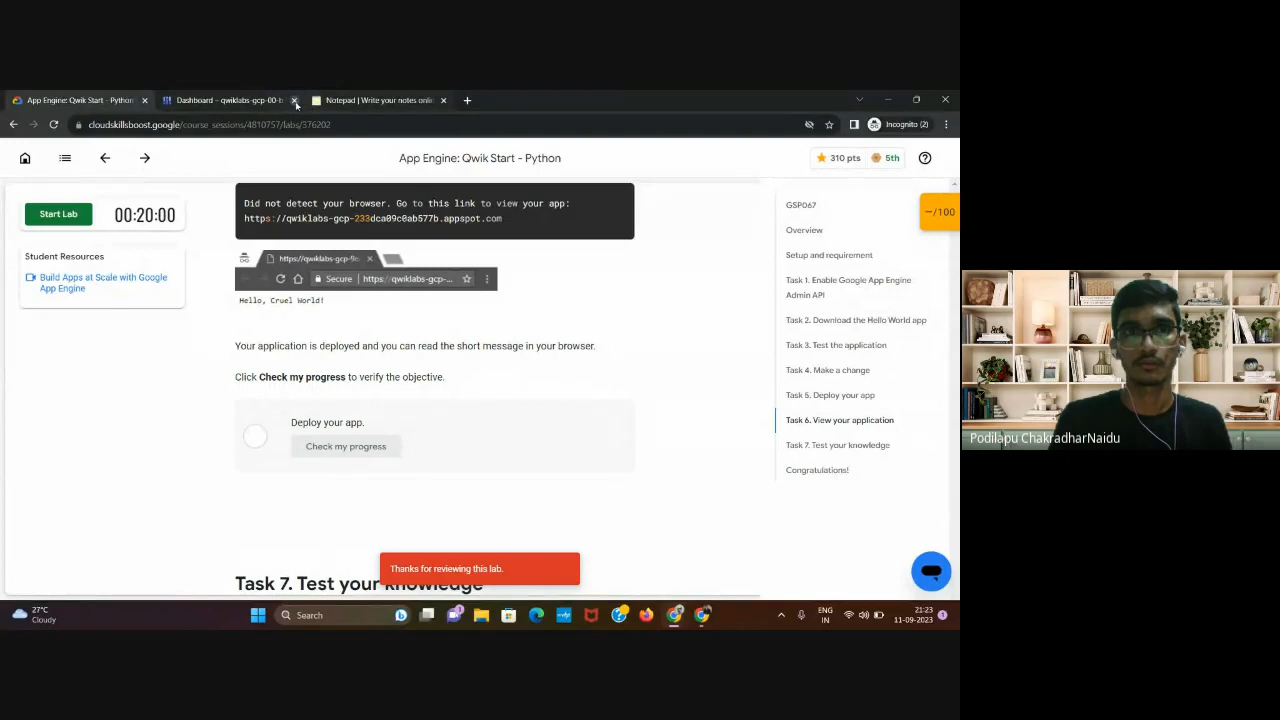 App Engine: Qwik Start - Python
Dashboard – qwiklabs-gcp-00-b
Notepad | Write your notes onlin
cloudskillsboost.google/course_sessions/4810757/labs/376202
Incognito (2)
App Engine: Qwik Start - Python
310 pts
5th
Start Lab
00:20:00
Student Resources
Build Apps at Scale with Google
App Engine
Did not detect your browser. Go to this link to view your app:
https://qwiklabs-gcp-233dca09c0ab577b.appspot.com
https://qwiklabs-gcp-9e
Secure
https://qwiklabs-gcp-...
Hello, Cruel World!
Your application is deployed and you can read the short message in your browser.
Click Check my progress to verify the objective.
Deploy your app.
Check my progress
Task 7. Test your knowledge
Thanks for reviewing this lab.
GSP067
Overview
Setup and requirement
Task 1. Enable Google App Engine
Admin API
Task 2. Download the Hello World app
Task 3. Test the application
Task 4. Make a change
Task 5. Deploy your app
Task 6. View your application
Task 7. Test your knowledge
Congratulations!
–/100
Podilapu ChakradharNaidu
27°C
Cloudy
Search
ENG
IN
21:23
11-09-2023